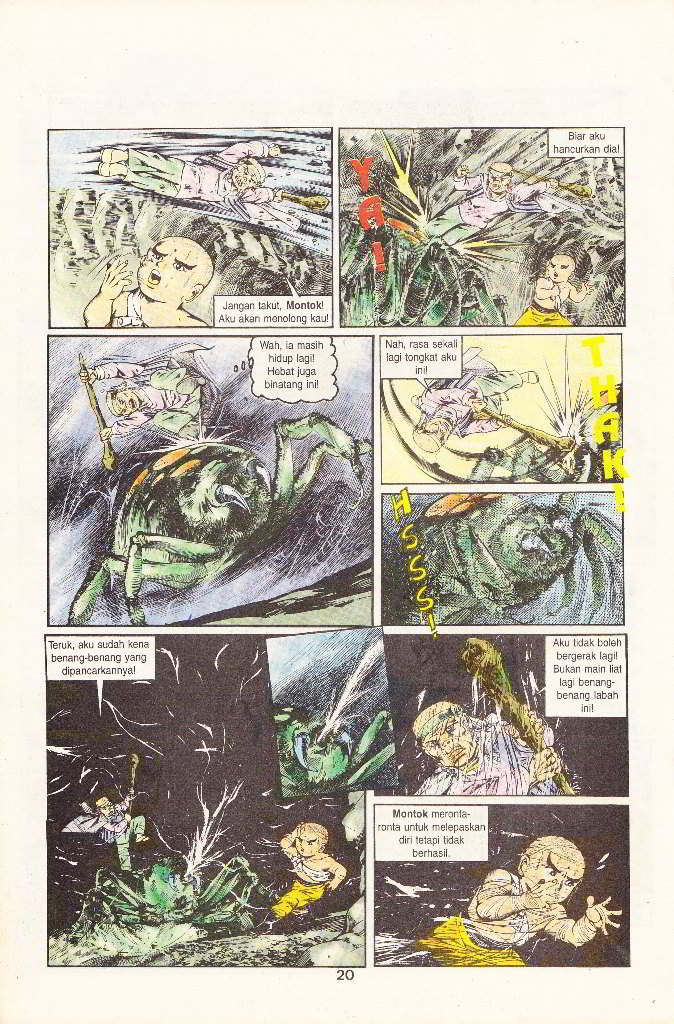 Jangan takut, Montok!
Aku akan menolong kau!
YA!
Biar aku
hancurkan dia!
Wah, ia masih
hidup lagi!
Hebat juga
binatang ini!
Nah, rasa sekali
lagi tongkat aku
ini!
THAK!
HSSS!
Teruk, aku sudah kena
benang-benang yang
dipancarkannya!
Aku tidak boleh
bergerak lagi!
Bukan main liat
lagi benang-
benang labah
ini!
Montok meronta-
ronta untuk melepaskan
diri tetapi tidak
berhasil.
20